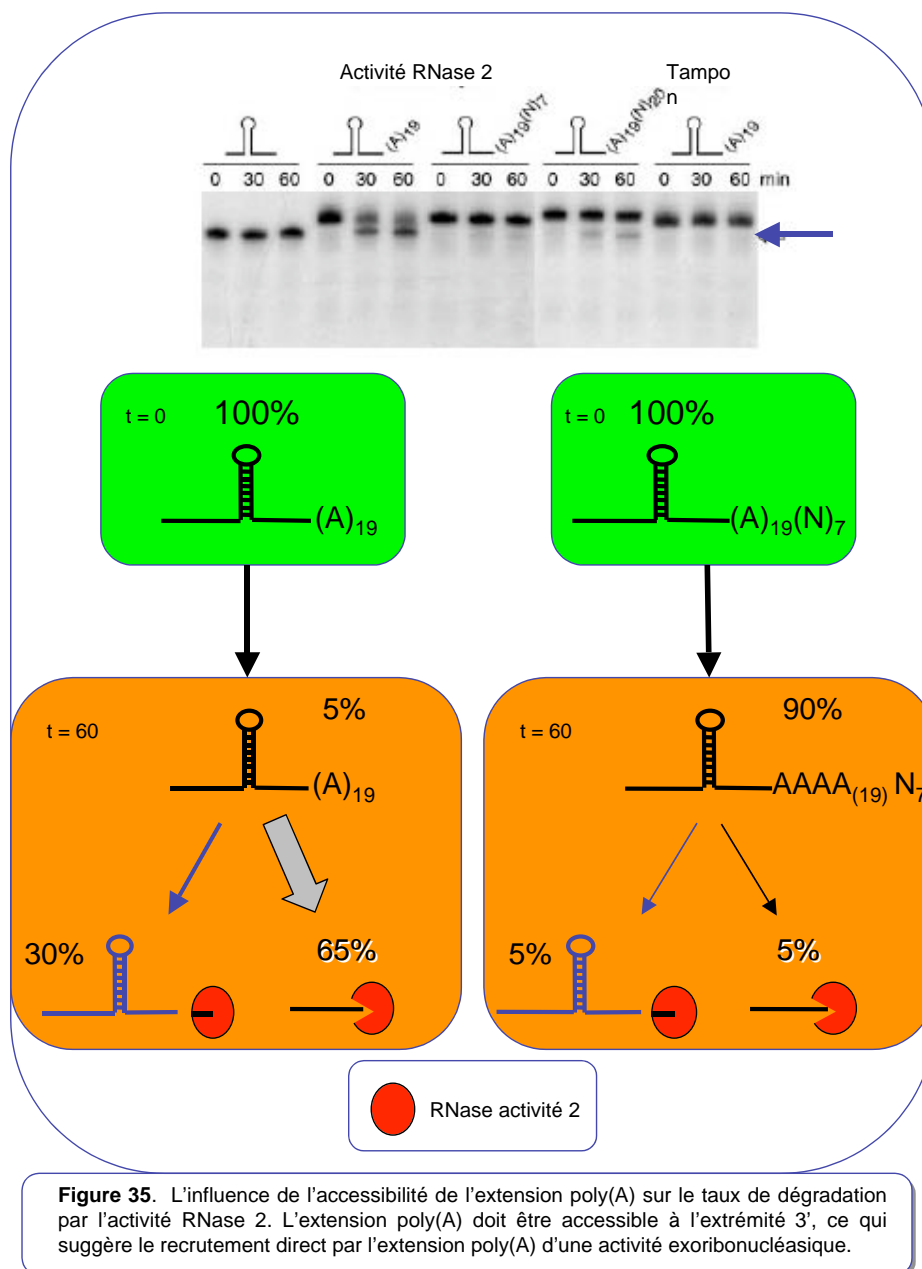 Activité RNase 2
Tampo
n
(A)19
(A)19(N)7
(A)19(N)20
(A)19
0 30 60 0 30 60 0 30 60 0 30 60 0 30 60 min
t = 0 100%
(A)19
t = 0 100%
(A)19(N)7
t = 60 5%
(A)19
30%
65%
t = 60 90%
AAAA(19) N7
5%
5%
RNase activité 2
Figure 35. L'influence de l'accessibilité de l'extension poly(A) sur le taux de dégradation
par l'activité RNase 2. L'extension poly(A) doit être accessible à l'extrémité 3', ce qui
suggère le recrutement direct par l'extension poly(A) d'une activité exoribonucléasique.